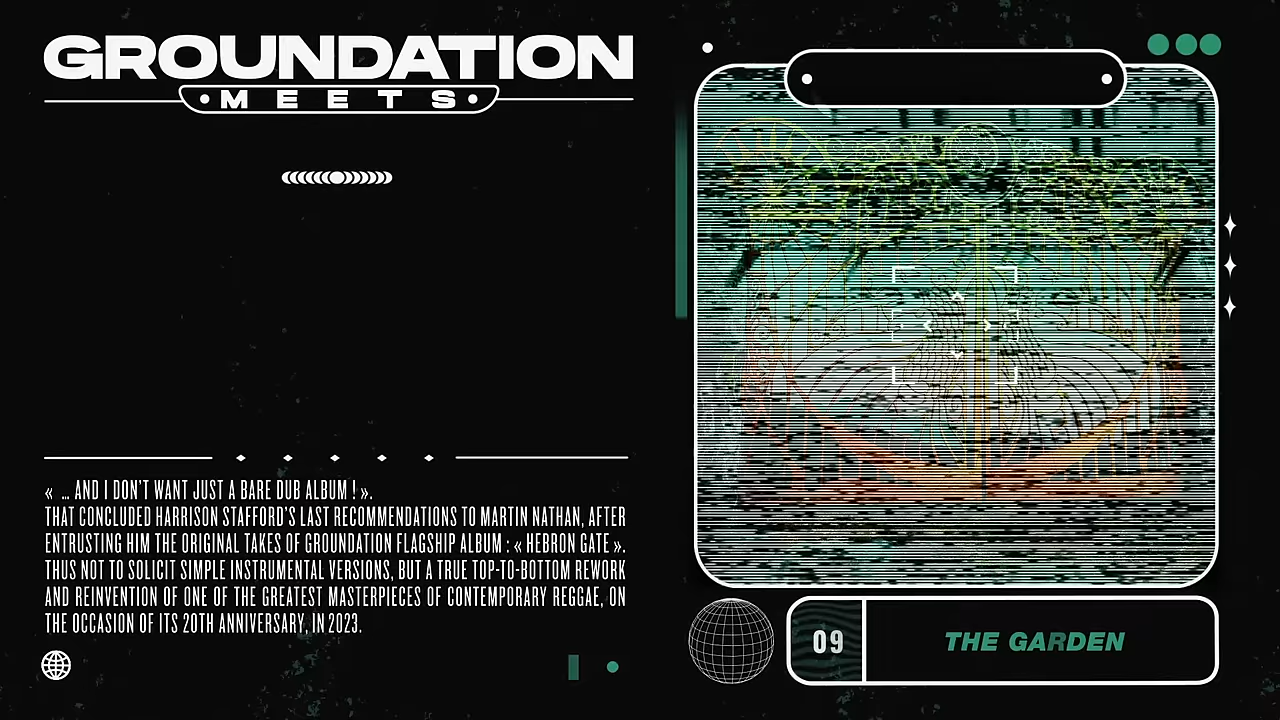 GROUNDATION
MEETS
« … AND I DON'T WANT JUST A BARE DUB ALBUM ! ».
THAT CONCLUDED HARRISON STAFFORD'S LAST RECOMMENDATIONS TO MARTIN NATHAN, AFTER
ENTRUSTING HIM THE ORIGINAL TAKES OF GROUNDATION FLAGSHIP ALBUM : « HEBRON GATE ».
THUS NOT TO SOLICIT SIMPLE INSTRUMENTAL VERSIONS, BUT A TRUE TOP-TO-BOTTOM REWORK
AND REINVENTION OF ONE OF THE GREATEST MASTERPIECES OF CONTEMPORARY REGGAE, ON
THE OCCASION OF ITS 20TH ANNIVERSARY, IN 2023.
09
THE GARDEN